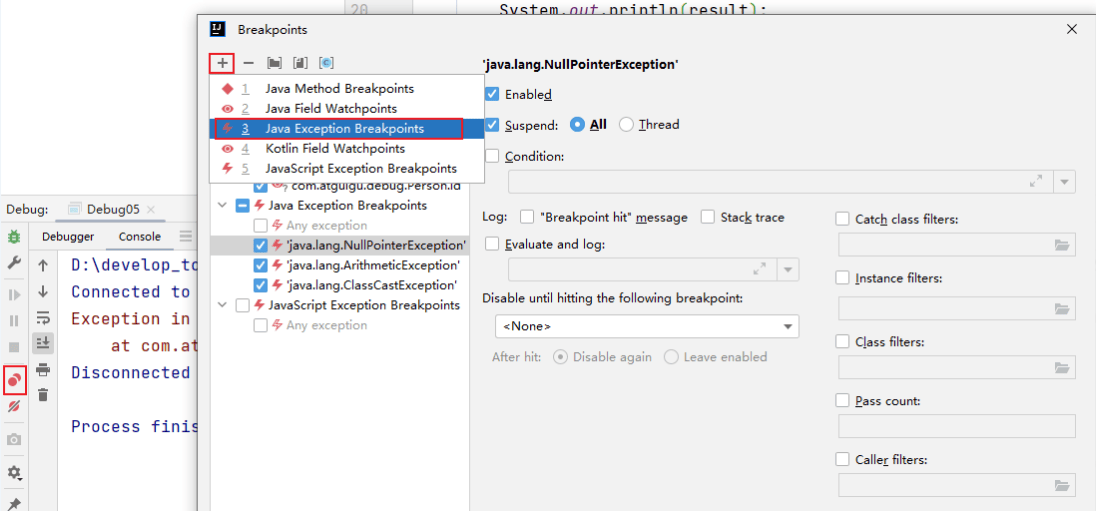 20
System.out.println(result);
Breakpoints
'java.lang.NullPointerException'
1 Java Method Breakpoints
2 Java Field Watchpoints
3 Java Exception Breakpoints
4 Kotlin Field Watchpoints
5 JavaScript Exception Breakpoints
com.atguigu.debug.Person.id
Java Exception Breakpoints
Any exception
'java.lang.NullPointerException'
'java.lang.ArithmeticException'
'java.lang.ClassCastException'
JavaScript Exception Breakpoints
Any exception
Enabled
Suspend: All Thread
Condition:
Log: "Breakpoint hit" message Stack trace
Evaluate and log:
Disable until hitting the following breakpoint:
<None>
After hit: Disable again Leave enabled
Catch class filters:
Instance filters:
Class filters:
Pass count:
Caller filters:
Debug: Debug05
Debugger Console
D:\develop_to
Connected to
Exception in
at com.at
Disconnected
Process finis